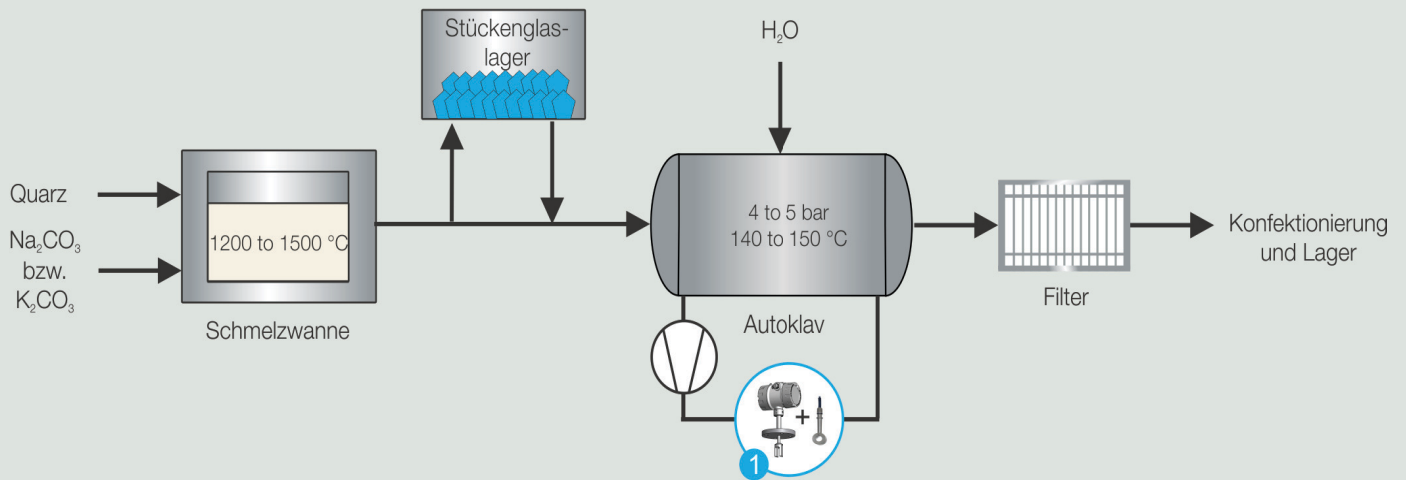 Stückenglas-
lager
H₂O
Quarz
Na₂CO₃
bzw.
K₂CO₃
1200 to 1500 °C
Schmelzwanne
4 to 5 bar
140 to 150 °C
Autoklav
Filter
Konfektionierung
und Lager
+
1